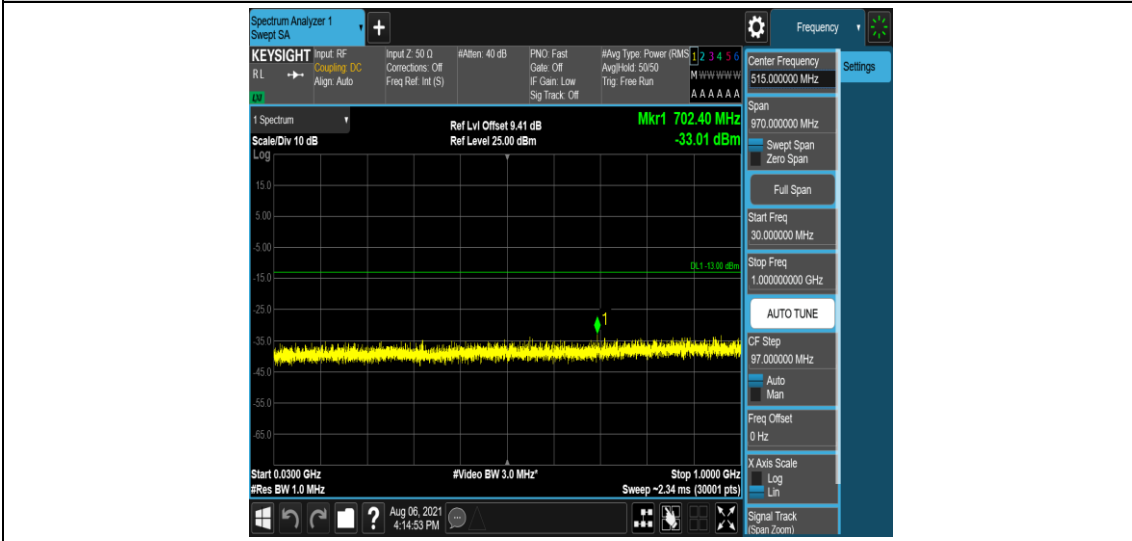 Spectrum Analyzer 1
Swept SA
+
Frequency
KEYSIGHT
RL
Input: RF
Coupling: DC
Align: Auto
Input Z: 50 Ω
Corrections: Off
Freq Ref: Int (S)
#Atten: 40 dB
PNO: Fast
Gate: Off
IF Gain: Low
Sig Track: Off
#Avg Type: Power (RMS
Avg|Hold: 50/50
Trig: Free Run
1 2 3 4 5 6
M W W W W W
A A A A A A
1 Spectrum
Scale/Div 10 dB
Log
Ref Lvl Offset 9.41 dB
Ref Level 25.00 dBm
Mkr1 702.40 MHz
-33.01 dBm
15.0
5.00
-5.00
-15.0
-25.0
-35.0
-45.0
-55.0
-65.0
DL1 -13.00 dBm
1
Start 0.0300 GHz
#Res BW 1.0 MHz
#Video BW 3.0 MHz*
Stop 1.0000 GHz
Sweep ~2.34 ms (30001 pts)
?
Aug 06, 2021
4:14:53 PM
Center Frequency
515.000000 MHz
Settings
Span
970.000000 MHz
Swept Span
Zero Span
Full Span
Start Freq
30.000000 MHz
Stop Freq
1.000000000 GHz
AUTO TUNE
CF Step
97.000000 MHz
Auto
Man
Freq Offset
0 Hz
X Axis Scale
Log
Lin
Signal Track
(Span Zoom)